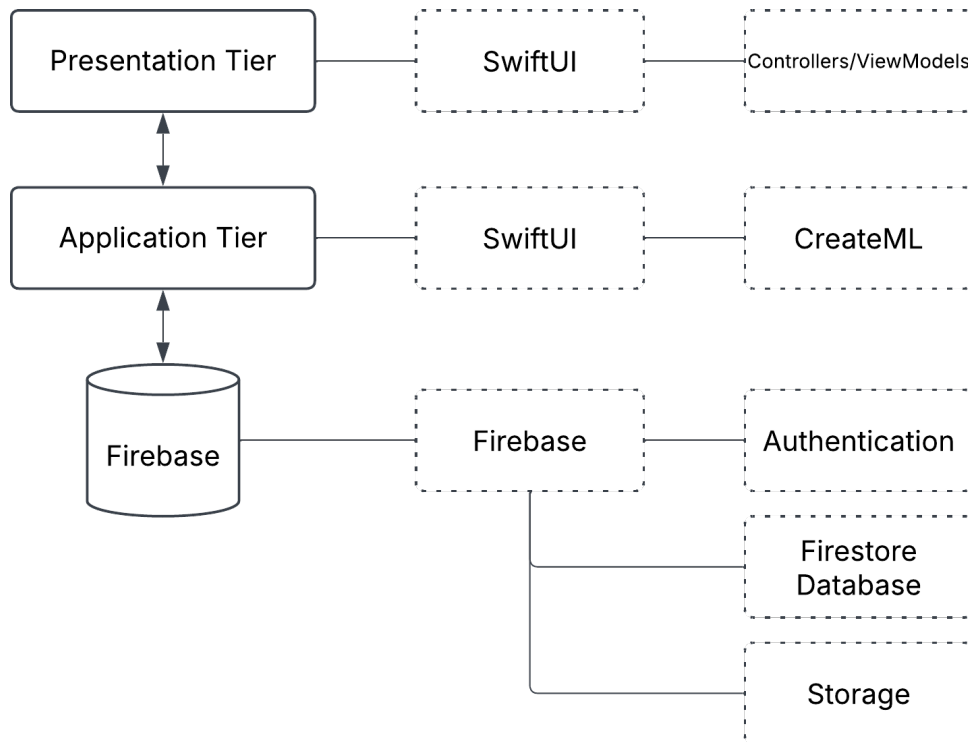 Presentation Tier
SwiftUI
Controllers/ViewModels
Application Tier
SwiftUI
CreateML
Firebase
Firebase
Authentication
Firestore
Database
Storage